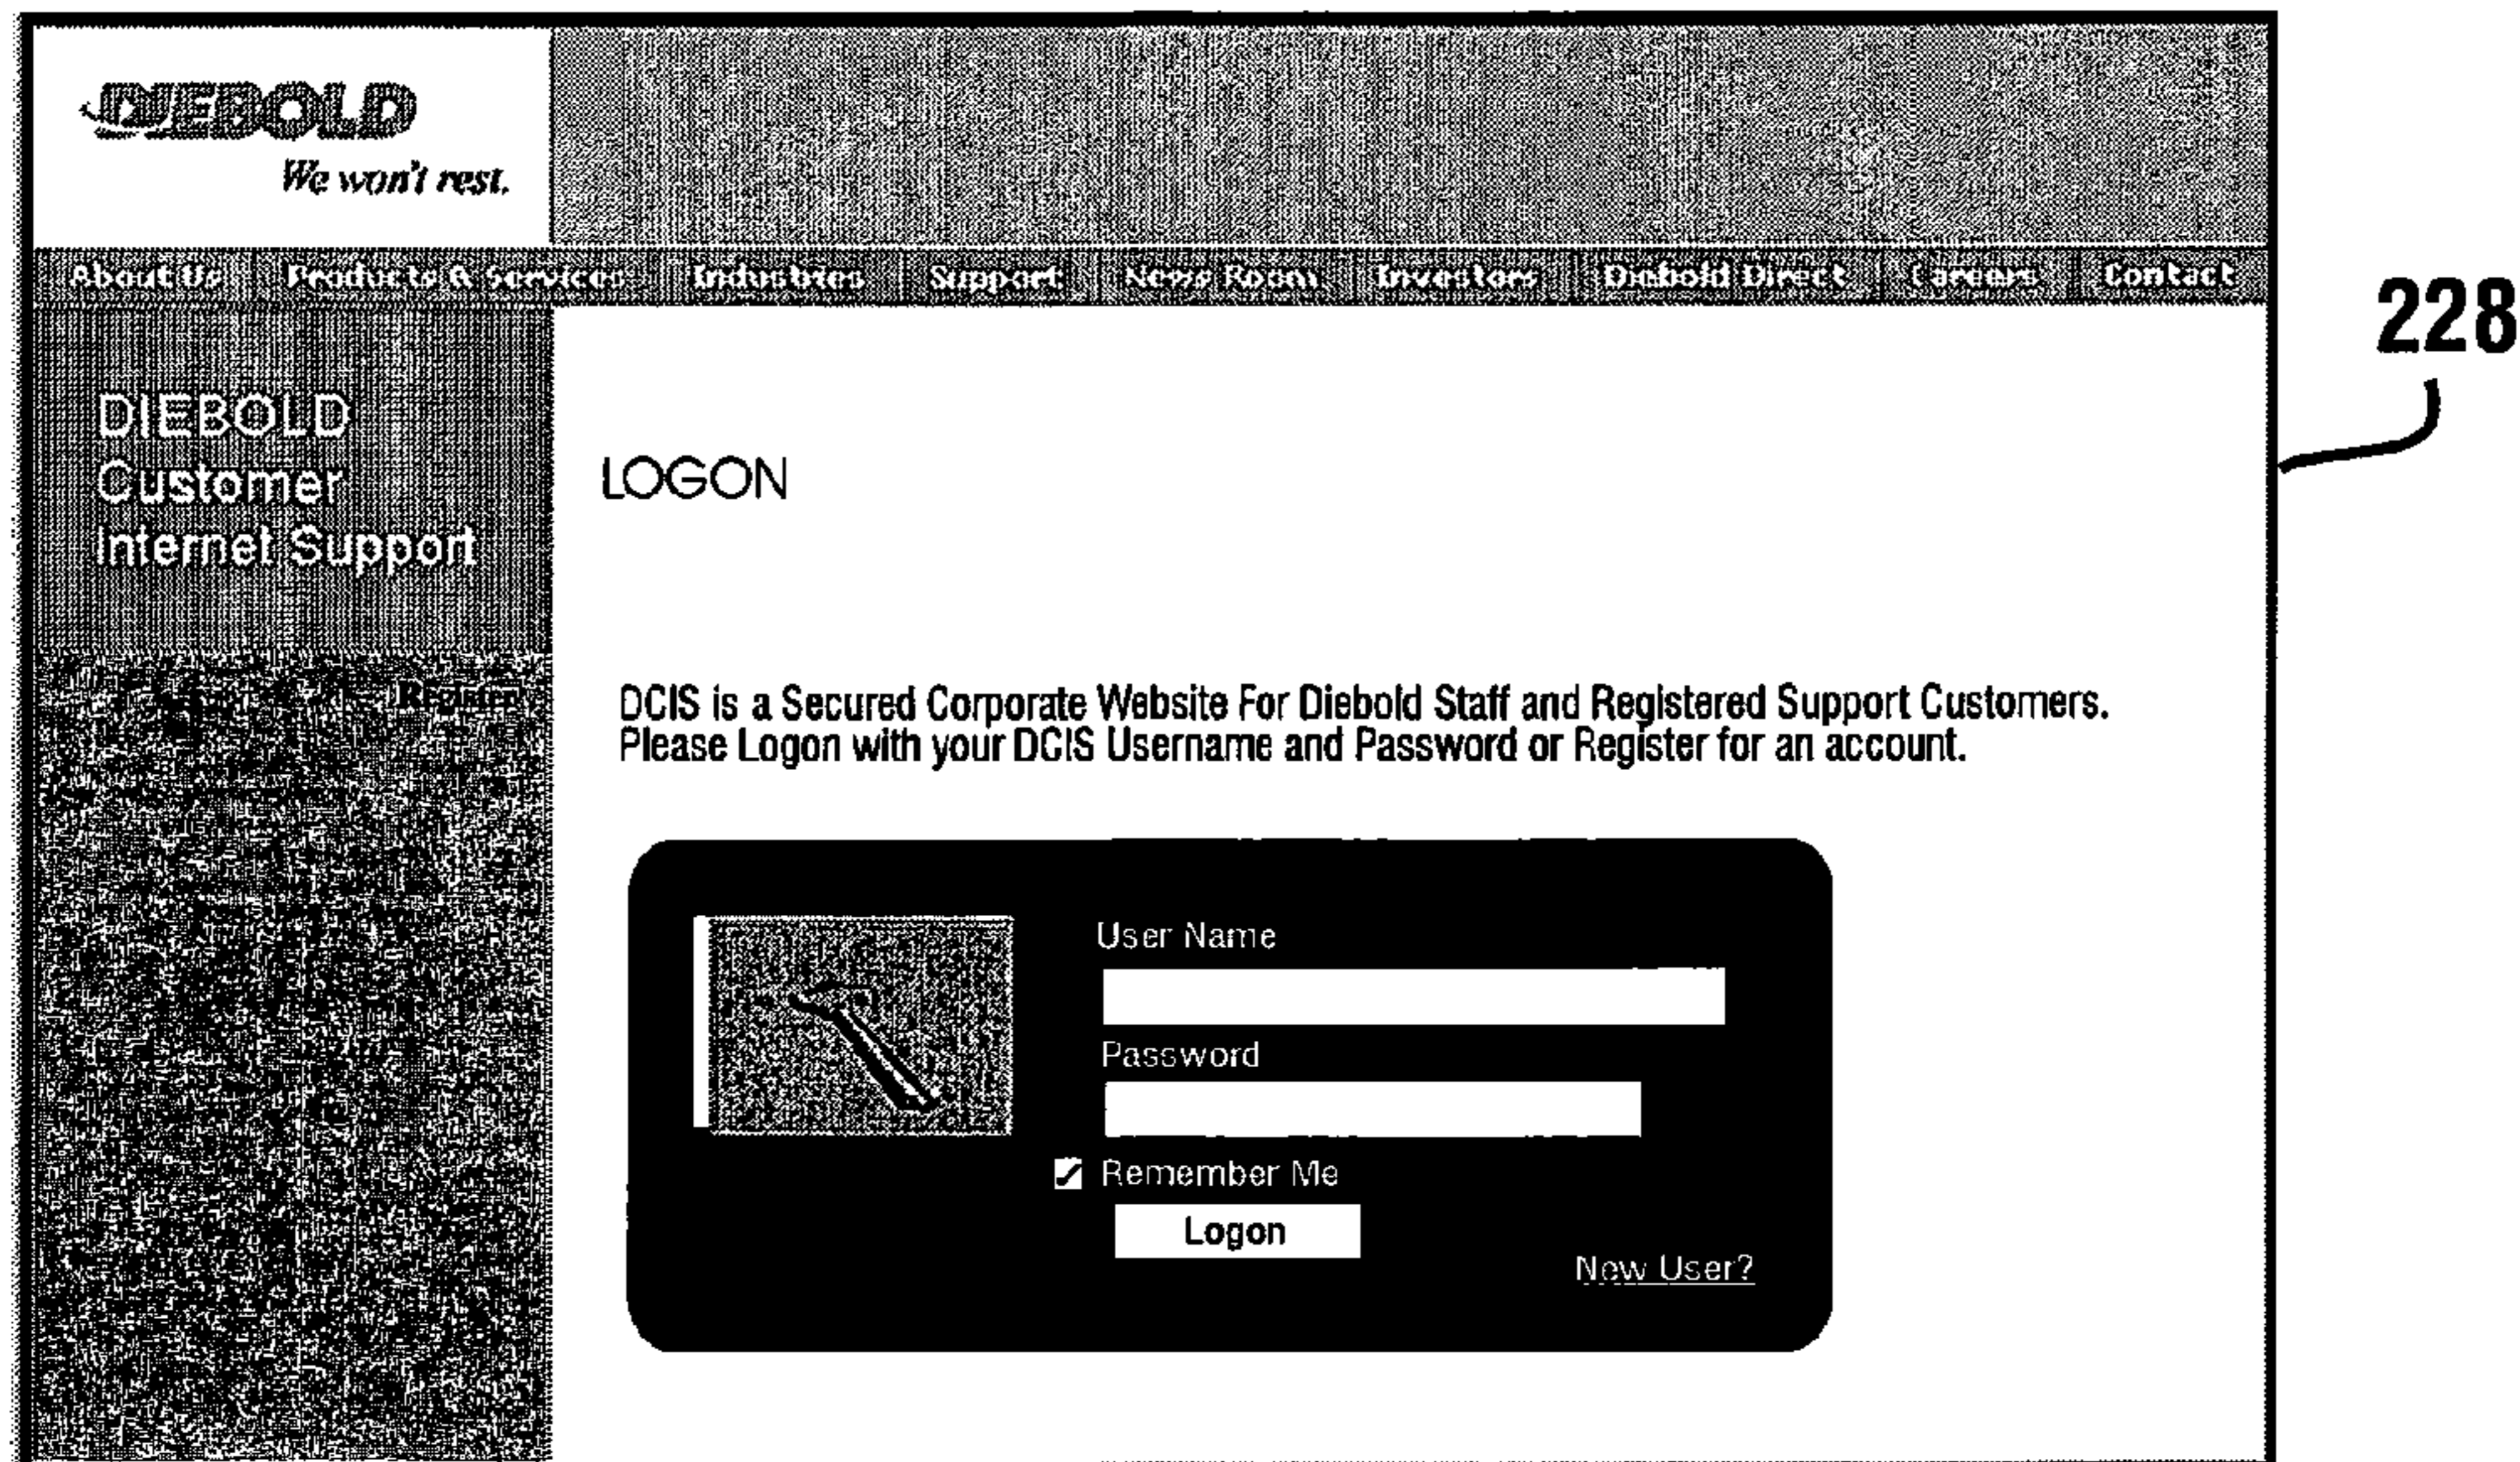 DIEBOLD
We won't rest.
About Us Products & Services Industries Support News Room Investors Diebold Direct Careers Contact
228
DIEBOLD
Customer
Internet Support
LOGON
Register
DCIS is a Secured Corporate Website For Diebold Staff and Registered Support Customers.
Please Logon with your DCIS Username and Password or Register for an account.
User Name
Password
Remember Me
Logon
New User?